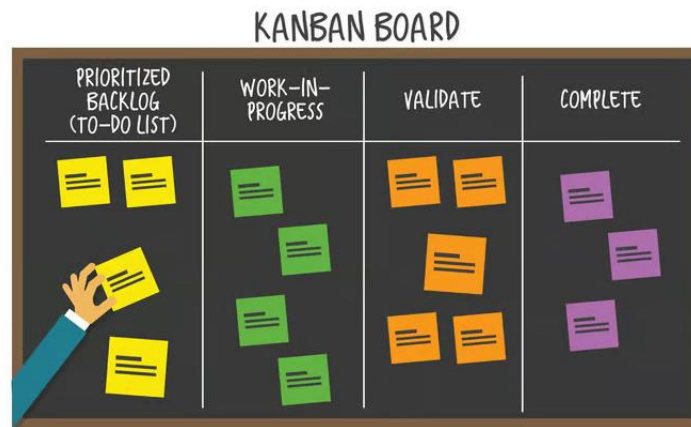 KANBAN BOARD
PRIORITIZED
BACKLOG
(TO-DO LIST)
WORK-IN-
PROGRESS
VALIDATE
COMPLETE